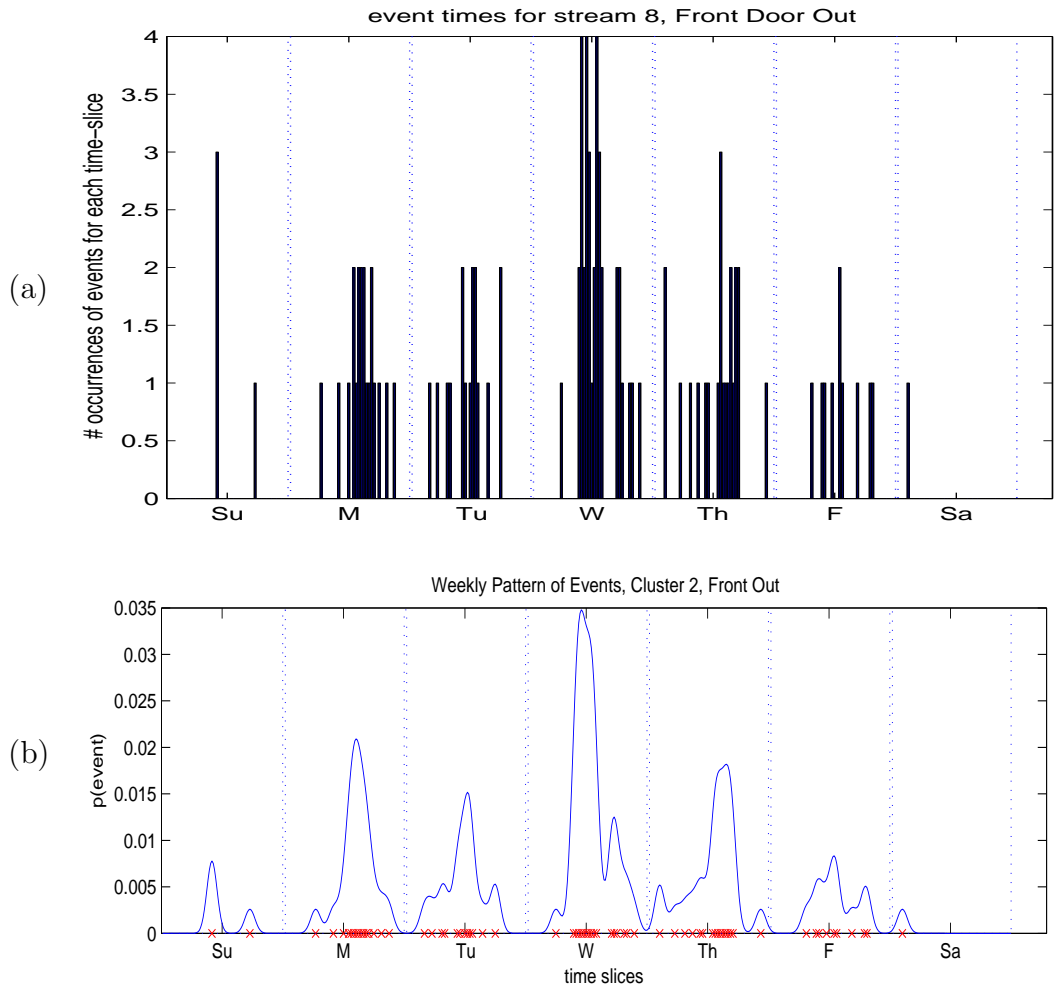 event times for stream 8, Front Door Out
(a)
# occurrences of events for each time-slice
4
3.5
3
2.5
2
1.5
1
0.5
0
Su M Tu W Th F Sa
Weekly Pattern of Events, Cluster 2, Front Out
(b)
p(event)
0.035
0.03
0.025
0.02
0.015
0.01
0.005
0
Su M Tu W Th F Sa
time slices